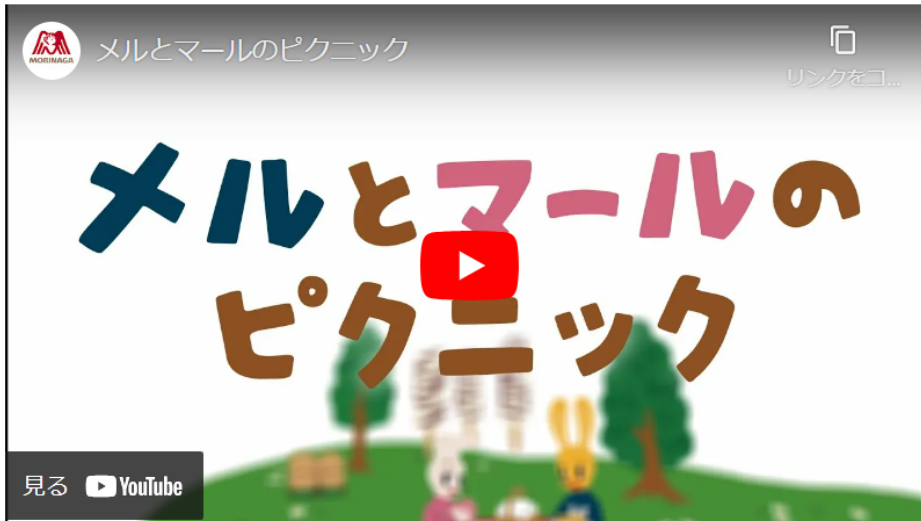 MORINAGA
メルとマールのピクニック
リンクをコ...
メルとマールの
ピクニック
見る YouTube